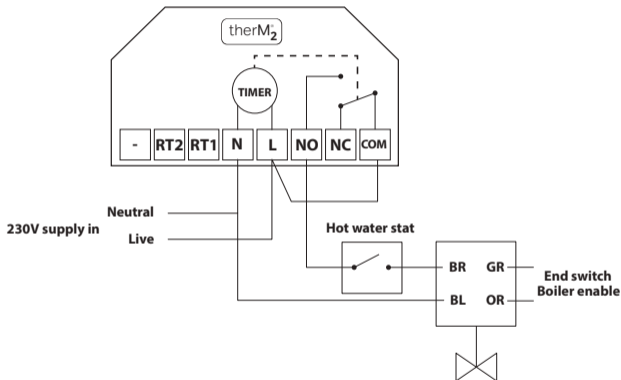 therM2
TIMER
- RT2 RT1 N L NO NC COM
Neutral
230V supply in
Live
Hot water stat
BR GR
BL OR
End switch
Boiler enable